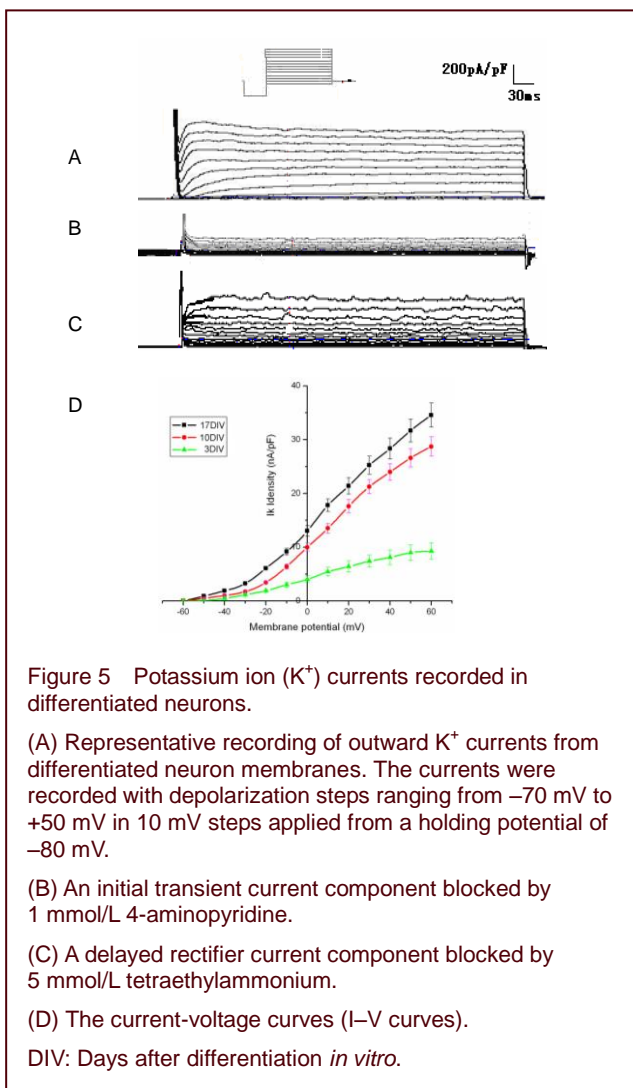 200pA/pF
30ms
A
B
C
D
17DIV
10DIV
3DIV
Ik Idensity (nA/pF)
40
30
20
10
0
-60 -40 -20 0 20 40 60
Membrane potential (mV)
Figure 5 Potassium ion (K⁺) currents recorded in
differentiated neurons.
(A) Representative recording of outward K⁺ currents from
differentiated neuron membranes. The currents were
recorded with depolarization steps ranging from –70 mV to
+50 mV in 10 mV steps applied from a holding potential of
–80 mV.
(B) An initial transient current component blocked by
1 mmol/L 4-aminopyridine.
(C) A delayed rectifier current component blocked by
5 mmol/L tetraethylammonium.
(D) The current-voltage curves (I–V curves).
DIV: Days after differentiation in vitro.